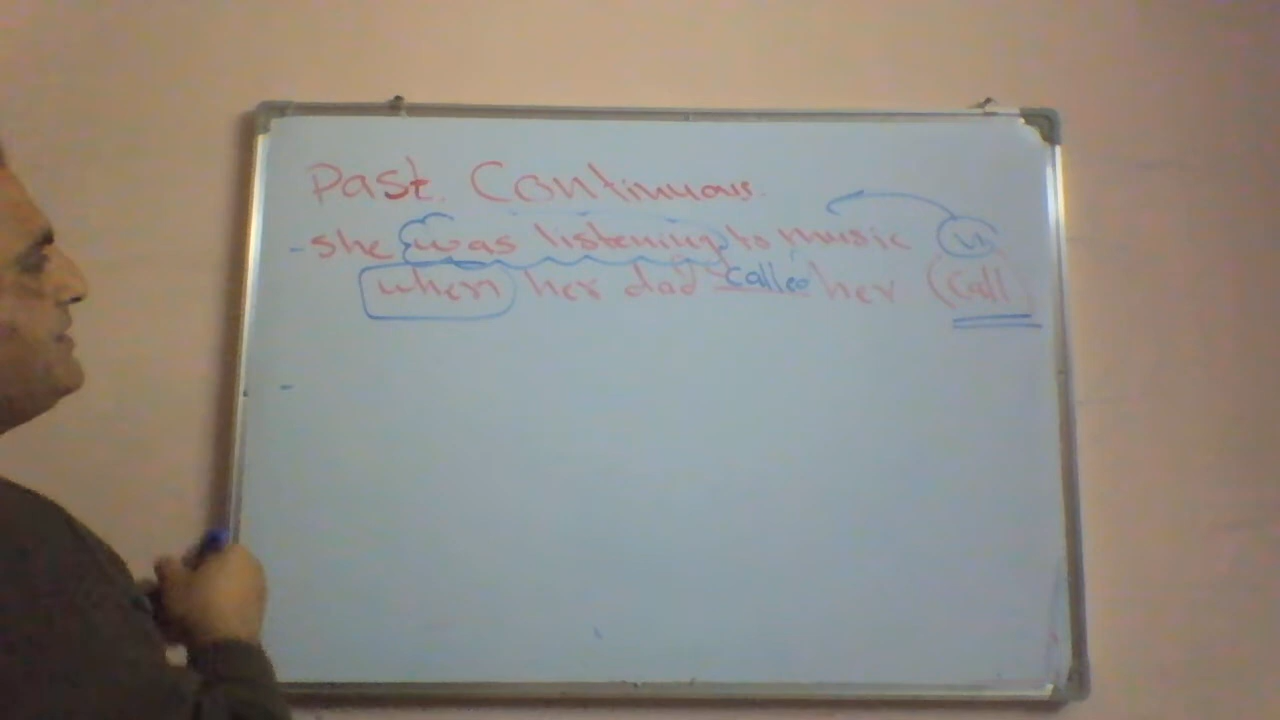 Past Continuous.
- She was listening to music
when her dad called her (call)
-